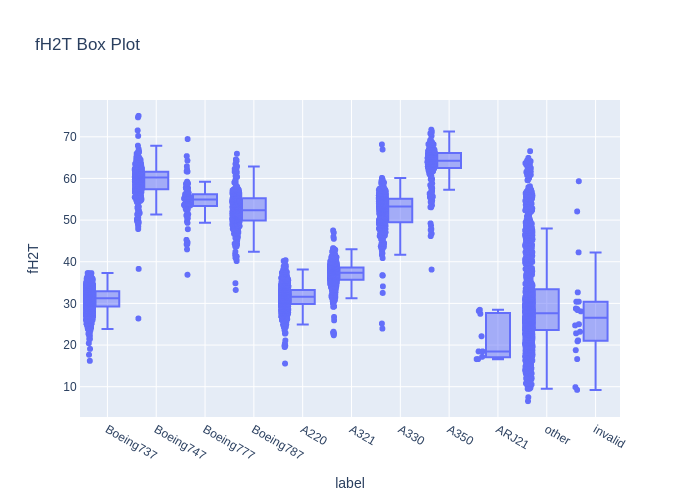 fH2T Box Plot
fH2T
70
60
50
40
30
20
10
Boeing737
Boeing747
Boeing777
Boeing787
A220
A321
A330
A350
ARJ21
other
invalid
label